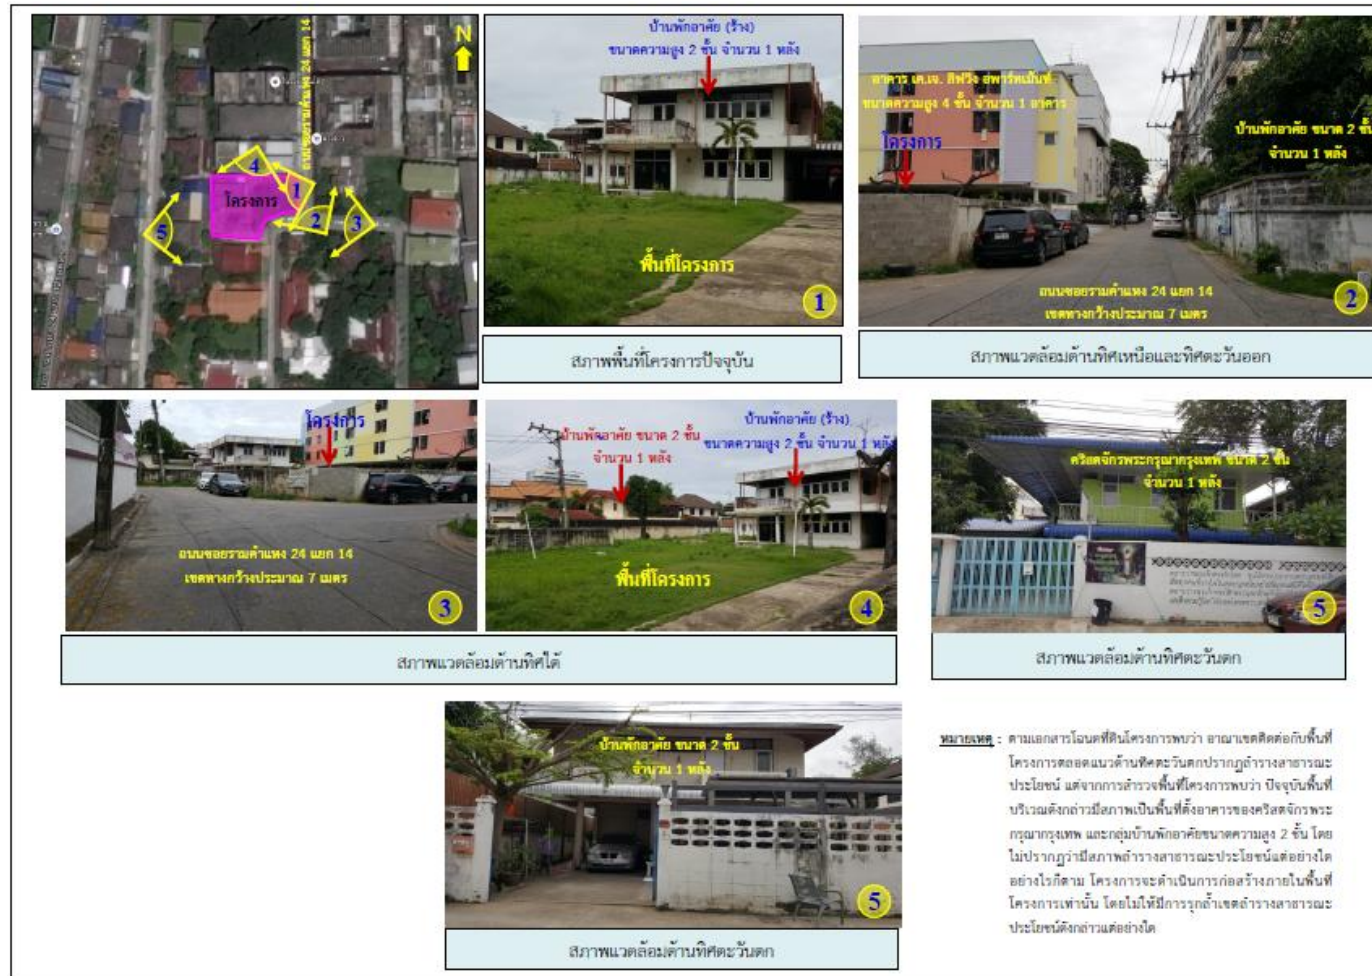 N
ถนนซอยรามคำแหง 24 แยก 14
4
1
โครงการ
2
3
5
บ้านพักอาศัย (ร้าง)
ขนาดความสูง 2 ชั้น จำนวน 1 หลัง
พื้นที่โครงการ
1
สภาพพื้นที่โครงการปัจจุบัน
อาคาร เค.เจ. ลิฟวิ่ง อพาร์ทเม้นท์
ขนาดความสูง 4 ชั้น จำนวน 1 อาคาร
โครงการ
บ้านพักอาศัย ขนาด 2 ชั้น
จำนวน 1 หลัง
ถนนซอยรามคำแหง 24 แยก 14
เขตทางกว้างประมาณ 7 เมตร
2
สภาพแวดล้อมด้านทิศเหนือและทิศตะวันออก
โครงการ
ถนนซอยรามคำแหง 24 แยก 14
เขตทางกว้างประมาณ 7 เมตร
3
บ้านพักอาศัย ขนาด 2 ชั้น
จำนวน 1 หลัง
บ้านพักอาศัย (ร้าง)
ขนาดความสูง 2 ชั้น จำนวน 1 หลัง
พื้นที่โครงการ
4
สภาพแวดล้อมด้านทิศใต้
คริสตจักรพระกรุณากรุงเทพ ขนาด 2 ชั้น
จำนวน 1 หลัง
5
สภาพแวดล้อมด้านทิศตะวันตก
บ้านพักอาศัย ขนาด 2 ชั้น
จำนวน 1 หลัง
5
สภาพแวดล้อมด้านทิศตะวันตก
หมายเหตุ : ตามเอกสารโฉนดที่ดินโครงการพบว่า อาณาเขตติดต่อกับพื้นที่
โครงการตลอดแนวด้านทิศตะวันตกปรากฏลำรางสาธารณะ
ประโยชน์ แต่จากการสำรวจพื้นที่โครงการพบว่า ปัจจุบันพื้นที่
บริเวณดังกล่าวมีสภาพเป็นพื้นที่ตั้งอาคารของคริสตจักรพระ
กรุณากรุงเทพ และกลุ่มบ้านพักอาศัยขนาดความสูง 2 ชั้น โดย
ไม่ปรากฏว่ามีสภาพลำรางสาธารณะประโยชน์แต่อย่างใด
อย่างไรก็ตาม โครงการจะดำเนินการก่อสร้างภายในพื้นที่
โครงการเท่านั้น โดยไม่ให้มีการรุกล้ำเขตลำรางสาธารณะ
ประโยชน์ดังกล่าวแต่อย่างใด